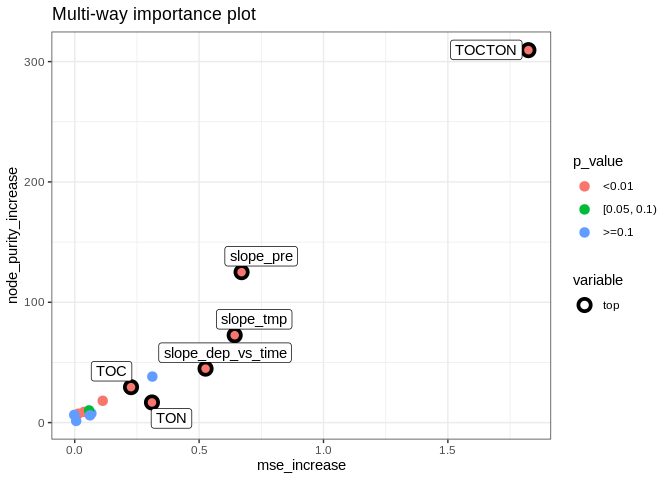 Multi-way importance plot
TOCTON
300
200
100
0
node_purity_increase
slope_pre
slope_tmp
slope_dep_vs_time
TOC
TON
0.0
0.5
1.0
1.5
mse_increase
p_value
<0.01
[0.05, 0.1)
>=0.1
variable
top